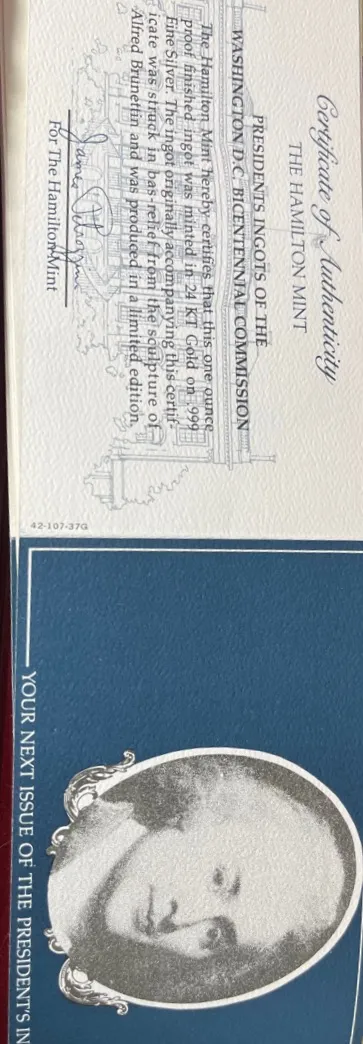 Certificate of Authenticity
THE HAMILTON MINT
PRESIDENTS INGOTS OF THE
WASHINGTON D.C. BICENTENNIAL COMMISSION
The Hamilton Mint hereby certifies that this one ounce
proof finished ingot was minted in 24 KT Gold on .999
Fine Silver. The ingot originally accompanying this certif-
icate was struck in bas-relief from the sculpture of
Alfred Brunettin and was produced in a limited edition.
For The Hamilton Mint
42-107-37G
YOUR NEXT ISSUE OF THE PRESIDENT'S IN